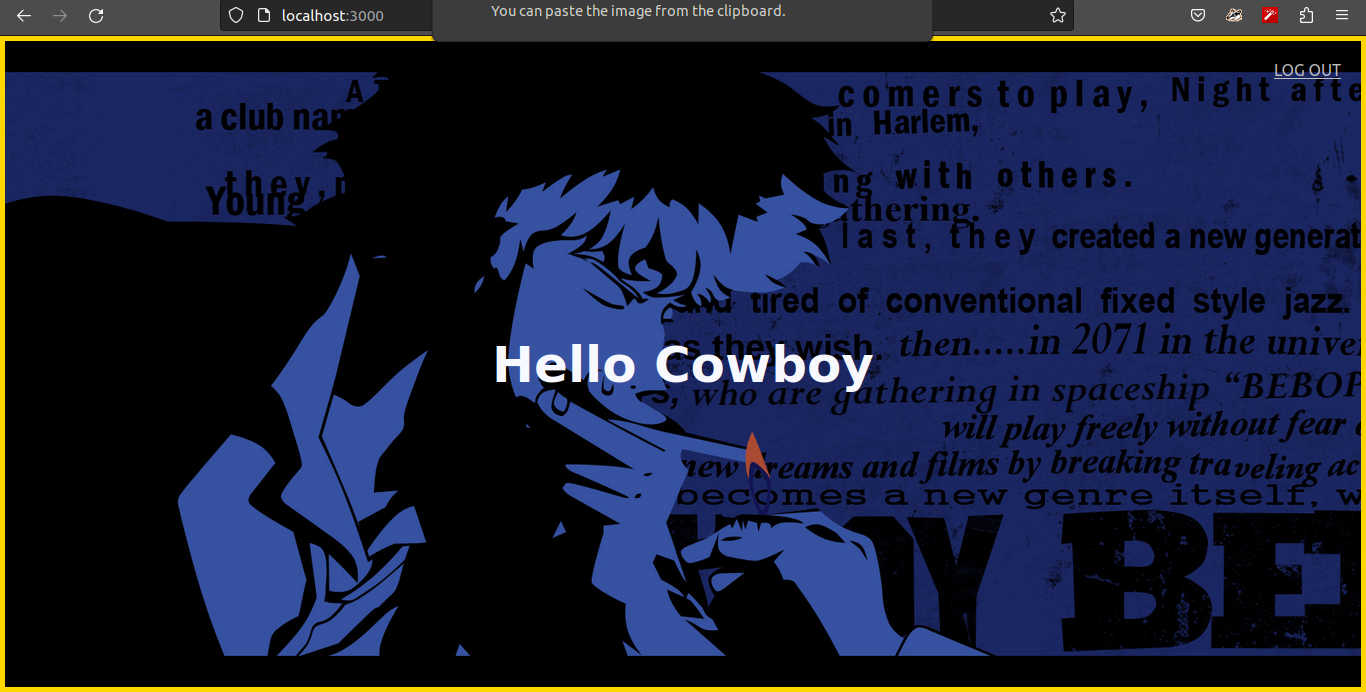 You can paste the image from the clipboard.
localhost:3000
LOG OUT
A
comers to play, Night afte
a club nam
in Harlem,
they,
ng with others.
Young
thering.
last, they created a new generat
and tired of conventional fixed style jazz.
as they wish. then.....in 2071 in the univer
Hello Cowboy
s, who are gathering in spaceship “BEBOP
will play freely without fear
new dreams and films by breaking traveling ac
becomes a new genre itself, w
OY BE